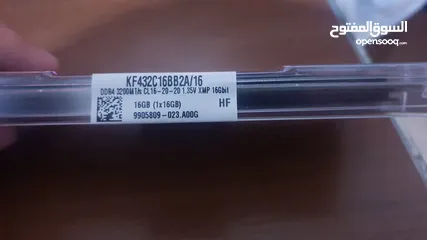 السوق المفتوح
opensooq.com
KF432C16BB2A/16
DDR4 3200MT/s CL16-20-20 1.35V XMP 16Gbit
16GB (1x16GB) HF
9905809-023.A00G